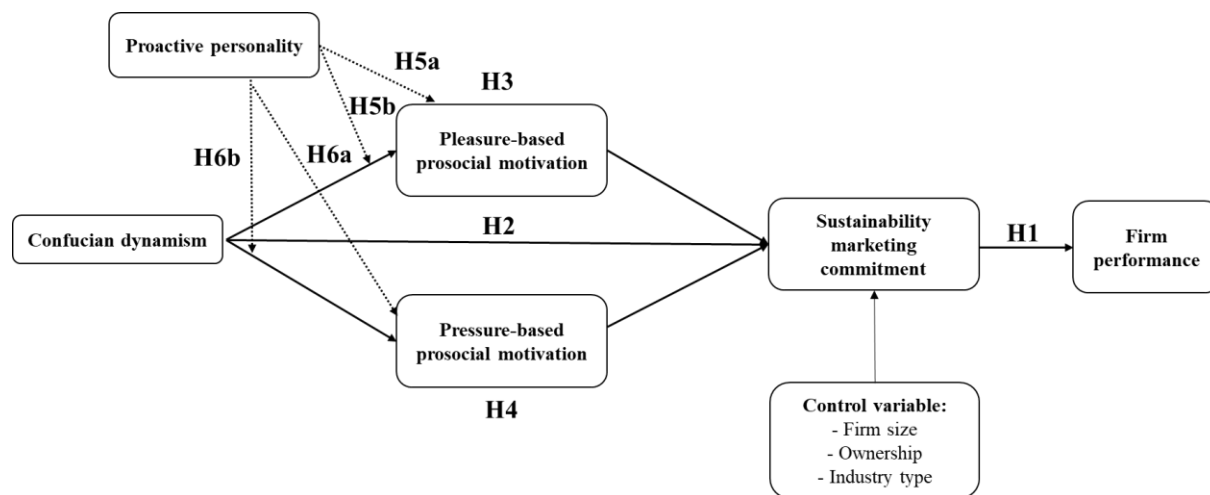 Proactive personality
H5a
H3
H5b
Pleasure-based
prosocial motivation
H6b
H6a
Confucian dynamism
H2
Sustainability
marketing
commitment
H1
Firm
performance
Pressure-based
prosocial motivation
H4
Control variable:
- Firm size
- Ownership
- Industry type